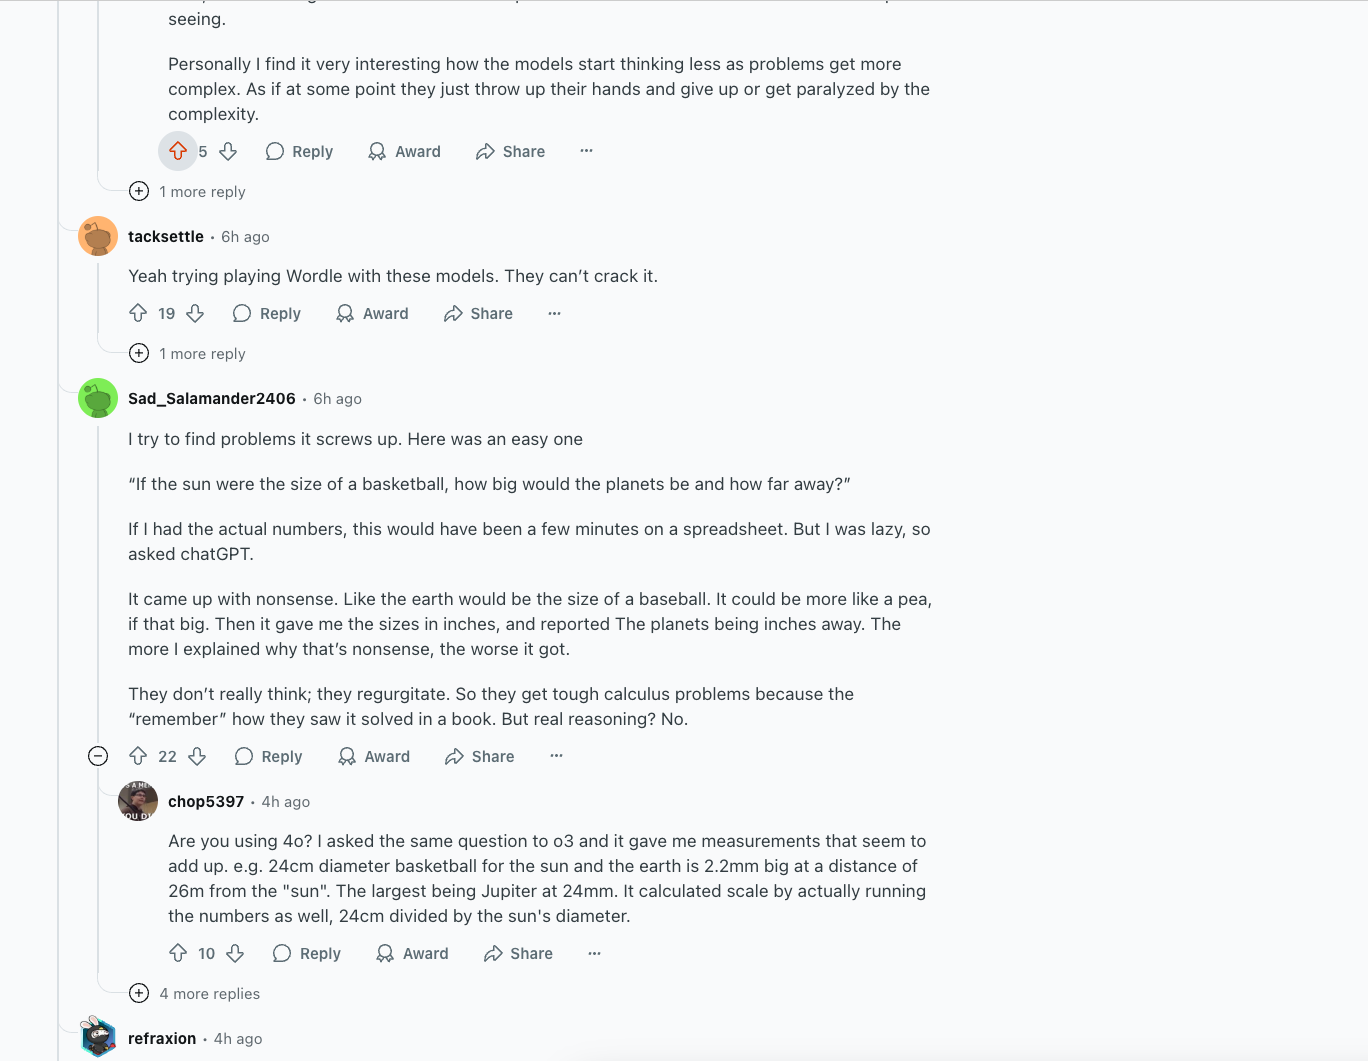 seeing.
Personally I find it very interesting how the models start thinking less as problems get more
complex. As if at some point they just throw up their hands and give up or get paralyzed by the
complexity.
5 Reply Award Share ...
1 more reply
tacksettle • 6h ago
Yeah trying playing Wordle with these models. They can’t crack it.
19 Reply Award Share ...
1 more reply
Sad_Salamander2406 • 6h ago
I try to find problems it screws up. Here was an easy one
“If the sun were the size of a basketball, how big would the planets be and how far away?”
If I had the actual numbers, this would have been a few minutes on a spreadsheet. But I was lazy, so
asked chatGPT.
It came up with nonsense. Like the earth would be the size of a baseball. It could be more like a pea,
if that big. Then it gave me the sizes in inches, and reported The planets being inches away. The
more I explained why that’s nonsense, the worse it got.
They don’t really think; they regurgitate. So they get tough calculus problems because the
“remember” how they saw it solved in a book. But real reasoning? No.
22 Reply Award Share ...
chop5397 • 4h ago
Are you using 4o? I asked the same question to o3 and it gave me measurements that seem to
add up. e.g. 24cm diameter basketball for the sun and the earth is 2.2mm big at a distance of
26m from the "sun". The largest being Jupiter at 24mm. It calculated scale by actually running
the numbers as well, 24cm divided by the sun's diameter.
10 Reply Award Share ...
4 more replies
refraxion • 4h ago